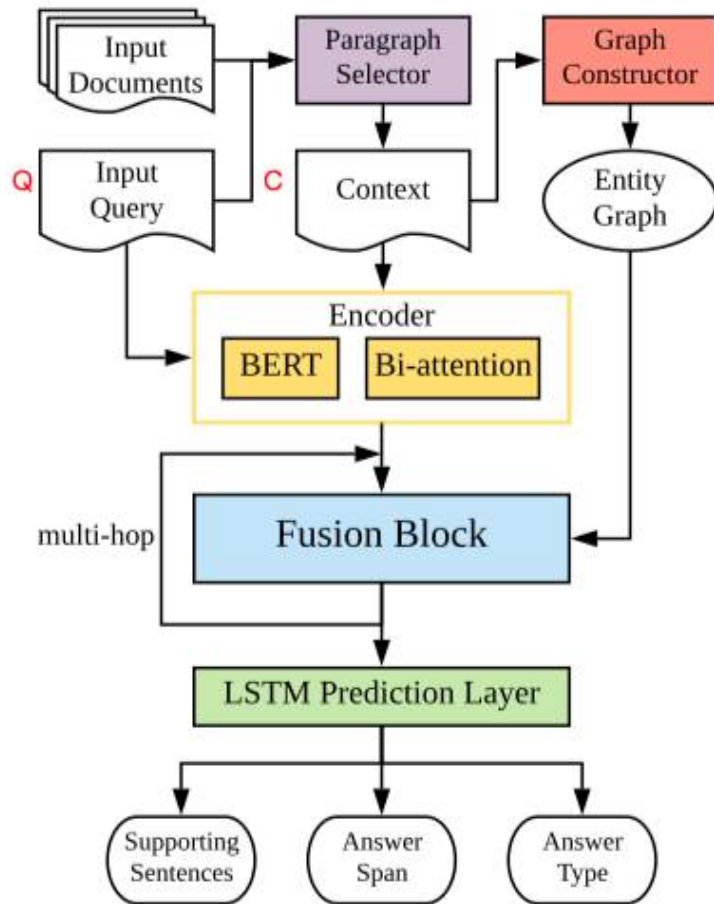 Input
Documents
Paragraph
Selector
Graph
Constructor
Q
Input
Query
C
Context
Entity
Graph
Encoder
BERT
Bi-attention
multi-hop
Fusion Block
LSTM Prediction Layer
Supporting
Sentences
Answer
Span
Answer
Type